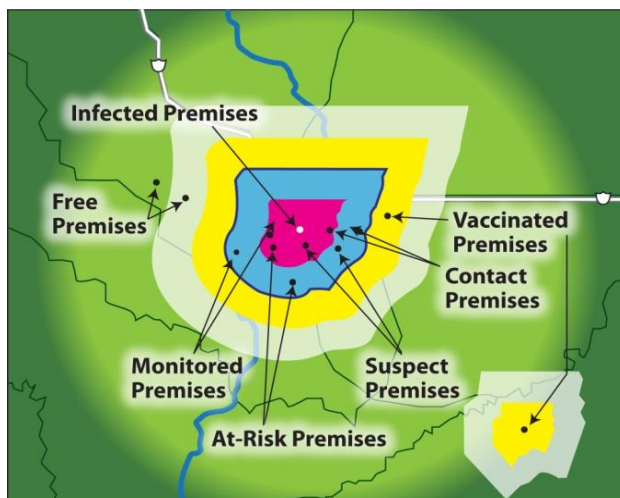 Infected Premises
Free
Premises
Vaccinated
Premises
Contact
Premises
Monitored
Premises
Suspect
Premises
At-Risk Premises